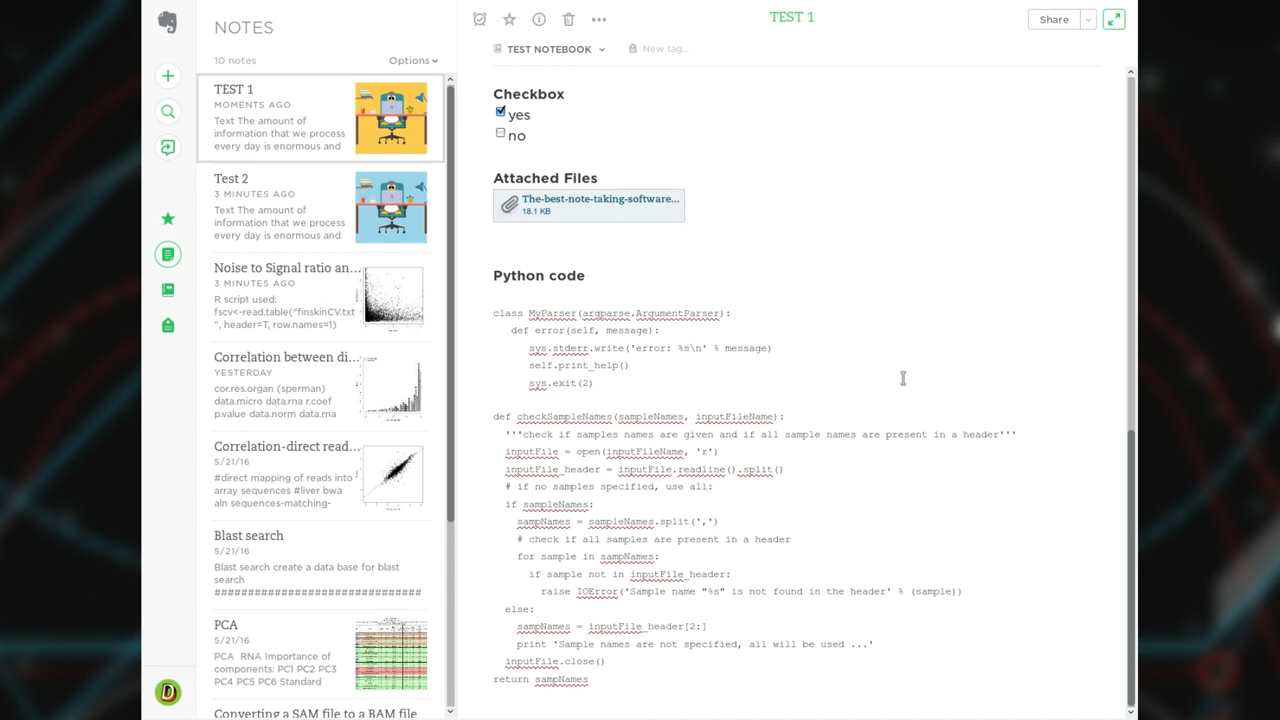 NOTES
10 notes
Options
TEST 1
MOMENTS AGO
Text The amount of
information that we process
every day is enormous and
Test 2
3 MINUTES AGO
Text The amount of
information that we process
every day is enormous and
Noise to Signal ratio an...
3 MINUTES AGO
R script used:
fscv<-read.table("finskinCV.txt
", header=T, row.names=1)
Correlation between di...
YESTERDAY
cor.res.organ (sperman)
data.micro data.rna r.coef
p.value data.norm data.rna
Correlation-direct read...
5/21/16
#direct mapping of reads into
array sequences #liver bwa
aln sequences-matching-
Blast search
5/21/16
Blast search create a data base for blast
search
################################
PCA
5/21/16
PCA RNA Importance of
components: PC1 PC2 PC3
PC4 PC5 PC6 Standard
Converting a SAM file to a BAM file
D
TEST 1
Share
TEST NOTEBOOK
New tag...
Checkbox
yes
no
Attached Files
The-best-note-taking-software...
18.1 KB
Python code
class MyParser(argparse.ArgumentParser):
def error(self, message):
sys.stderr.write('error: %s\n' % message)
self.print_help()
sys.exit(2)
def checkSampleNames(sampleNames, inputFileName):
'''check if samples names are given and if all sample names are present in a header'''
inputFile = open(inputFileName, 'r')
inputFile_header = inputFile.readline().split()
# if no samples specified, use all:
if sampleNames:
sampNames = sampleNames.split(',')
# check if all samples are present in a header
for sample in sampNames:
if sample not in inputFile_header:
raise IOError('Sample name "%s" is not found in the header' % (sample))
else:
sampNames = inputFile_header[2:]
print 'Sample names are not specified, all will be used ...'
inputFile.close()
return sampNames